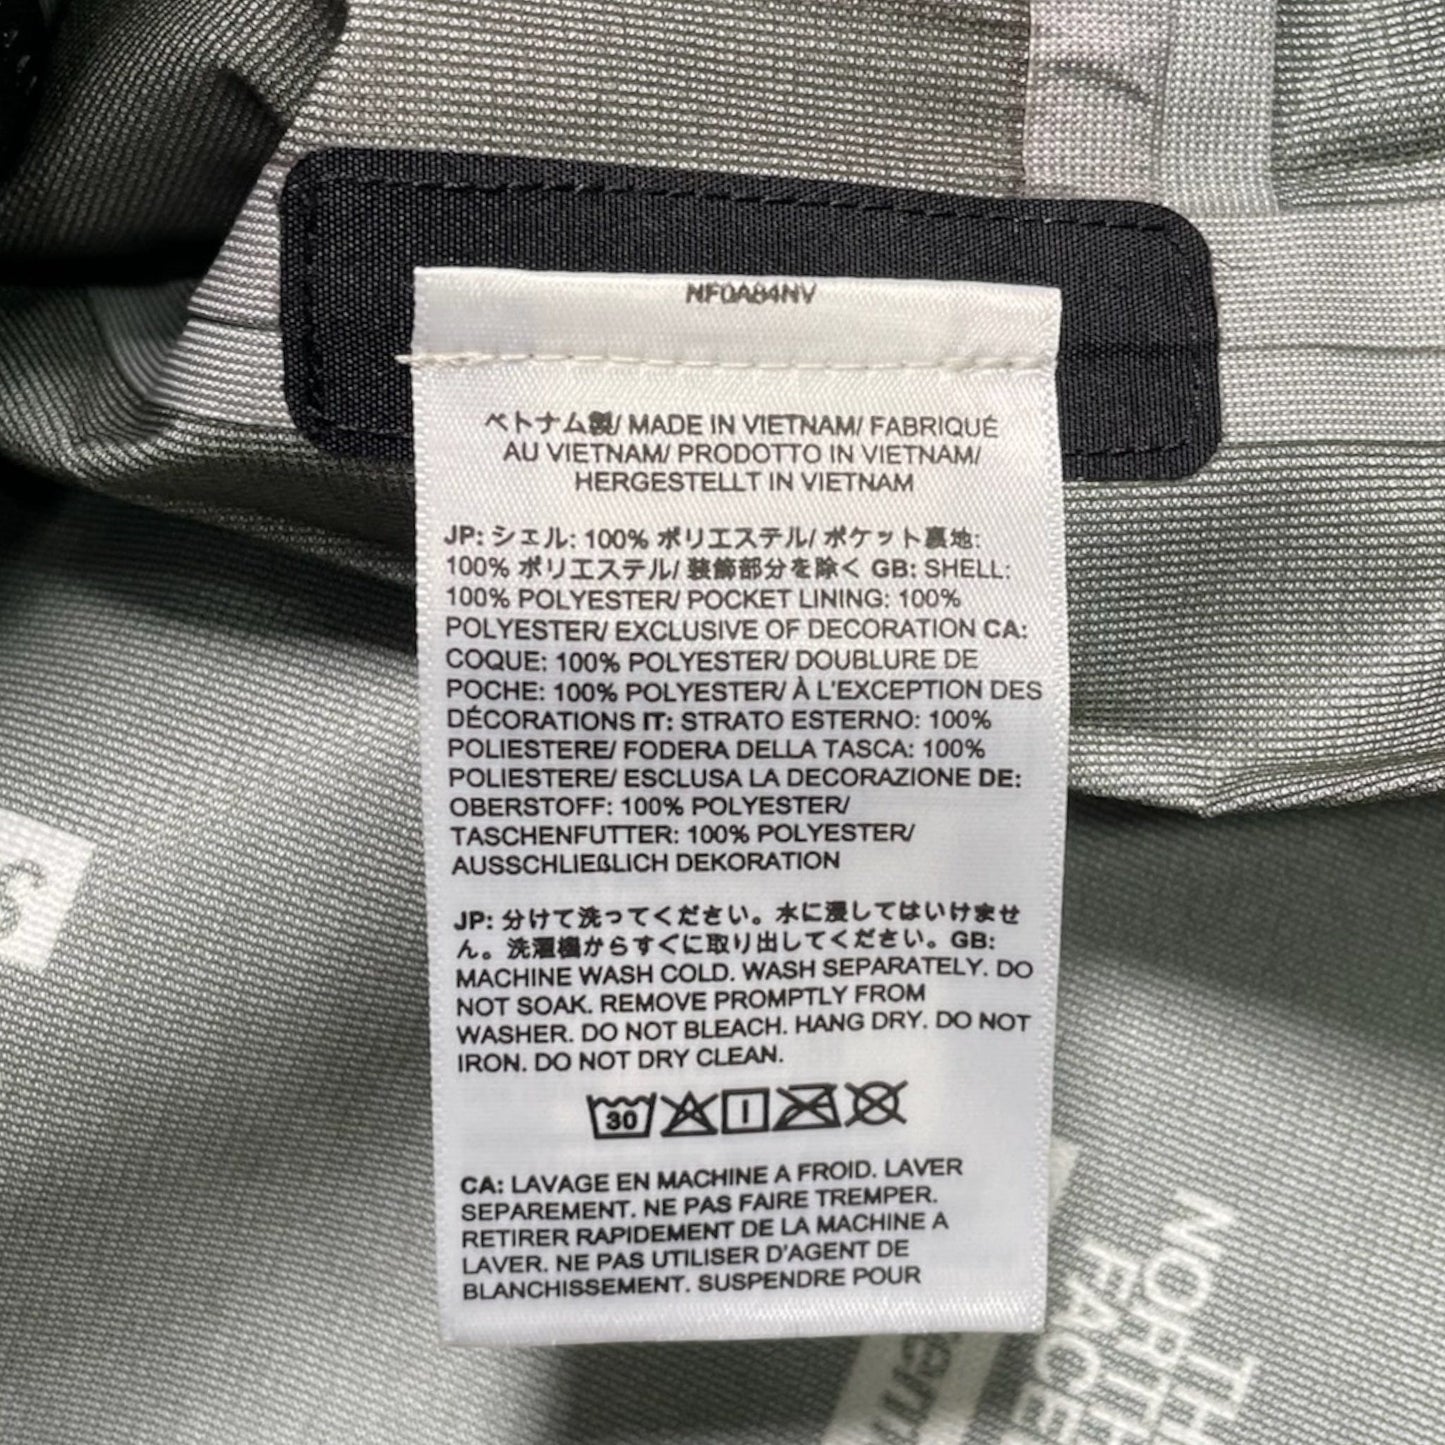 NF0A84NV
ベトナム製/ MADE IN VIETNAM/ FABRIQUÉ
AU VIETNAM/ PRODOTTO IN VIETNAM/
HERGESTELLT IN VIETNAM
JP: シェル: 100% ポリエステル/ ポケット裏地:
100% ポリエステル/ 装飾部分を除く GB: SHELL:
100% POLYESTER/ POCKET LINING: 100%
POLYESTER/ EXCLUSIVE OF DECORATION CA:
COQUE: 100% POLYESTER/ DOUBLURE DE
POCHE: 100% POLYESTER/ À L'EXCEPTION DES
DÉCORATIONS IT: STRATO ESTERNO: 100%
POLIESTERE/ FODERA DELLA TASCA: 100%
POLIESTERE/ ESCLUSA LA DECORAZIONE DE:
OBERSTOFF: 100% POLYESTER/
TASCHENFUTTER: 100% POLYESTER/
AUSSCHLIEßLICH DEKORATION
JP: 分けて洗ってください。水に浸してはいけませ
ん。洗濯機からすぐに取り出してください。GB:
MACHINE WASH COLD. WASH SEPARATELY. DO
NOT SOAK. REMOVE PROMPTLY FROM
WASHER. DO NOT BLEACH. HANG DRY. DO NOT
IRON. DO NOT DRY CLEAN.
30
CA: LAVAGE EN MACHINE A FROID. LAVER
SEPAREMENT. NE PAS FAIRE TREMPER.
RETIRER RAPIDEMENT DE LA MACHINE A
LAVER. NE PAS UTILISER D'AGENT DE
BLANCHISSEMENT. SUSPENDRE POUR
NORTH
FACE